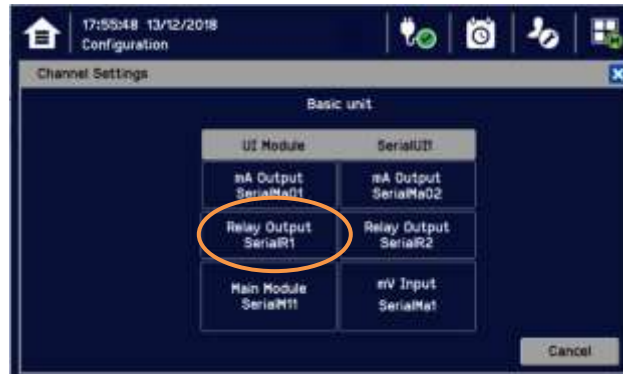 17:55:48 13/12/2018
Configuration
Channel Settings
Basic unit
UI Module SerialUI1
mA Output mA Output
SerialMa01 SerialMa02
Relay Output Relay Output
SerialR1 SerialR2
Main Module mV Input
SerialM11 SerialMat
Cancel